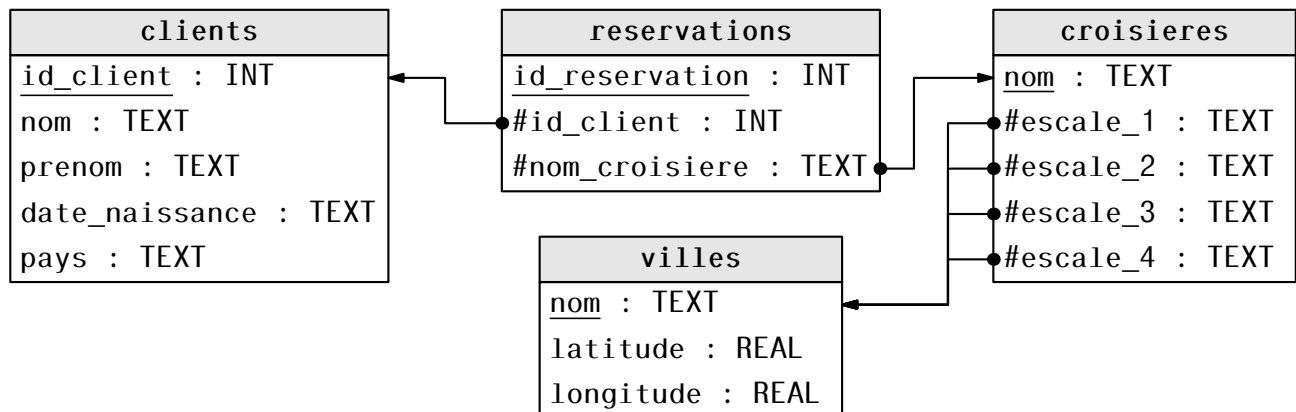 clients
id_client : INT
nom : TEXT
prenom : TEXT
date_naissance : TEXT
pays : TEXT
reservations
id_reservation : INT
#id_client : INT
#nom_croisiere : TEXT
croisieres
nom : TEXT
#escale_1 : TEXT
#escale_2 : TEXT
#escale_3 : TEXT
#escale_4 : TEXT
villes
nom : TEXT
latitude : REAL
longitude : REAL